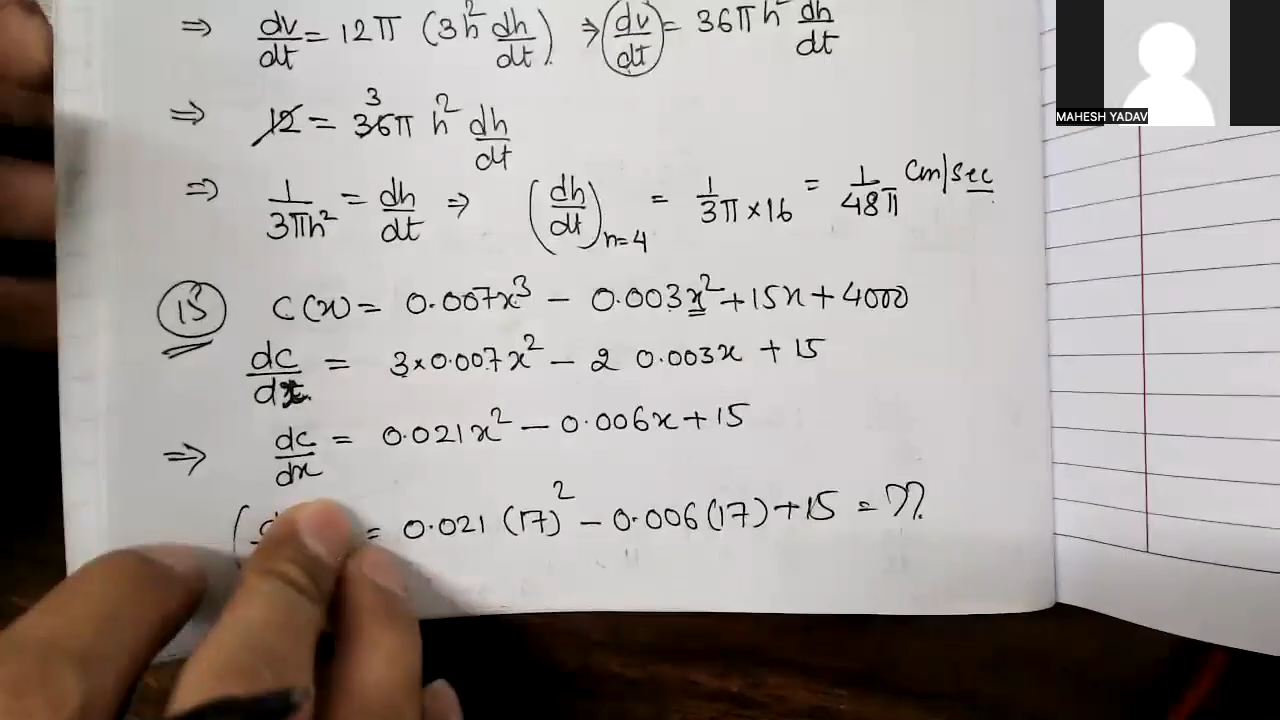 ⇒ dv/dt = 12π (3h² dh/dt). ⇒ dv/dt = 36πh² dh/dt
MAHESH YADAV
⇒ 12 = 36π h² dh/dt
3
⇒ 1/3πh² = dh/dt ⇒ (dh/dt)h=4 = 1/3π×16 = 1/48π cm/sec
13 C(x) = 0.007x³ - 0.003x² + 15x + 4000
dc/dx = 3×0.007x² - 2 0.003x + 15
⇒ dc/dx = 0.021x² - 0.006x + 15
( = 0.021 (17)² - 0.006 (17) + 15 = ??